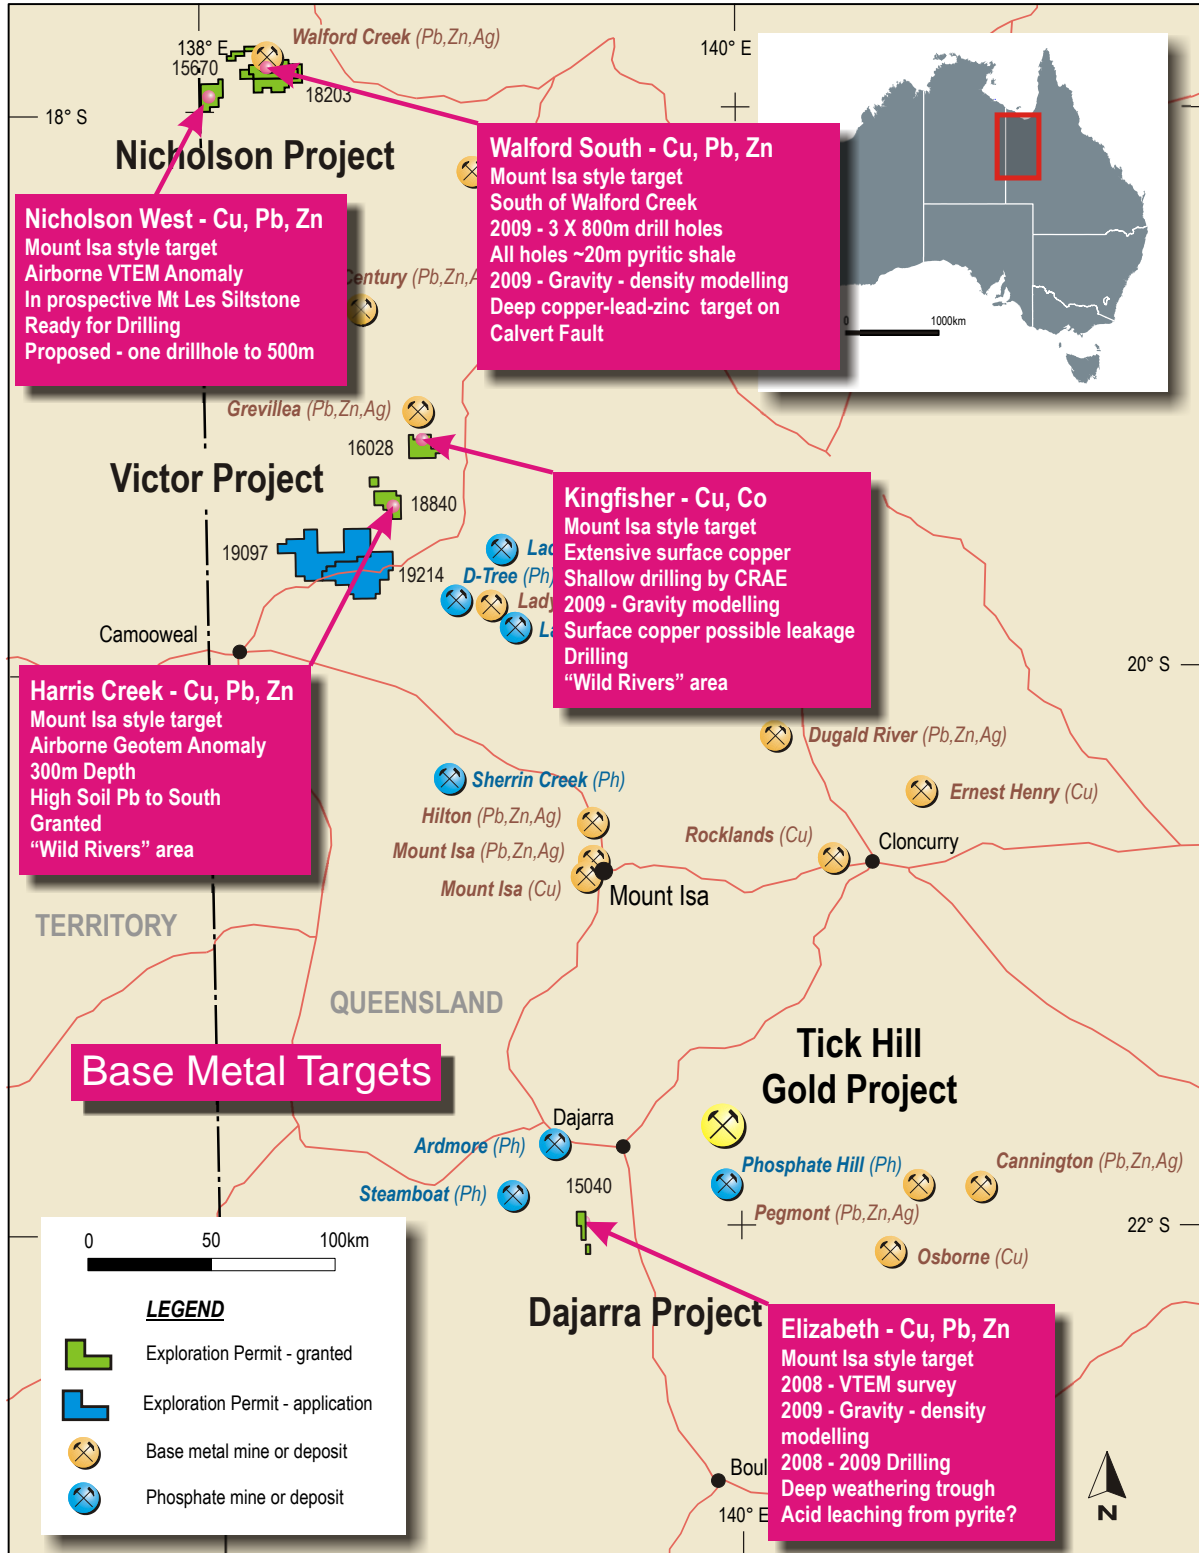 Walford Creek (Pb,Zn,Ag)
138° E
140° E
15670
18203
18° S
Nicholson Project
Walford South - Cu, Pb, Zn
Mount Isa style target
South of Walford Creek
2009 - 3 X 800m drill holes
All holes ~20m pyritic shale
2009 - Gravity - density modelling
Deep copper-lead-zinc target on
Calvert Fault
0
1000km
Nicholson West - Cu, Pb, Zn
Mount Isa style target
Airborne VTEM Anomaly
In prospective Mt Les Siltstone
Ready for Drilling
Proposed - one drillhole to 500m
Century (Pb,Zn,A
Grevillea (Pb,Zn,Ag)
16028
Victor Project
18840
19097
19214
Kingfisher - Cu, Co
Mount Isa style target
Extensive surface copper
Shallow drilling by CRAE
2009 - Gravity modelling
Surface copper possible leakage
Drilling
“Wild Rivers” area
D-Tree (Ph)
Lady
Camooweal
20° S
Harris Creek - Cu, Pb, Zn
Mount Isa style target
Airborne Geotem Anomaly
300m Depth
High Soil Pb to South
Granted
“Wild Rivers” area
Dugald River (Pb,Zn,Ag)
Sherrin Creek (Ph)
Ernest Henry (Cu)
Hilton (Pb,Zn,Ag)
Rocklands (Cu)
Cloncurry
Mount Isa (Pb,Zn,Ag)
Mount Isa (Cu)
Mount Isa
TERRITORY
QUEENSLAND
Base Metal Targets
Tick Hill
Gold Project
Dajarra
Ardmore (Ph)
Phosphate Hill (Ph)
Cannington (Pb,Zn,Ag)
Steamboat (Ph)
15040
Pegmont (Pb,Zn,Ag)
22° S
Osborne (Cu)
Dajarra Project
Elizabeth - Cu, Pb, Zn
Mount Isa style target
2008 - VTEM survey
2009 - Gravity - density
modelling
2008 - 2009 Drilling
Deep weathering trough
Acid leaching from pyrite?
Boul
140° E
0
50
100km
LEGEND
Exploration Permit - granted
Exploration Permit - application
Base metal mine or deposit
Phosphate mine or deposit
N